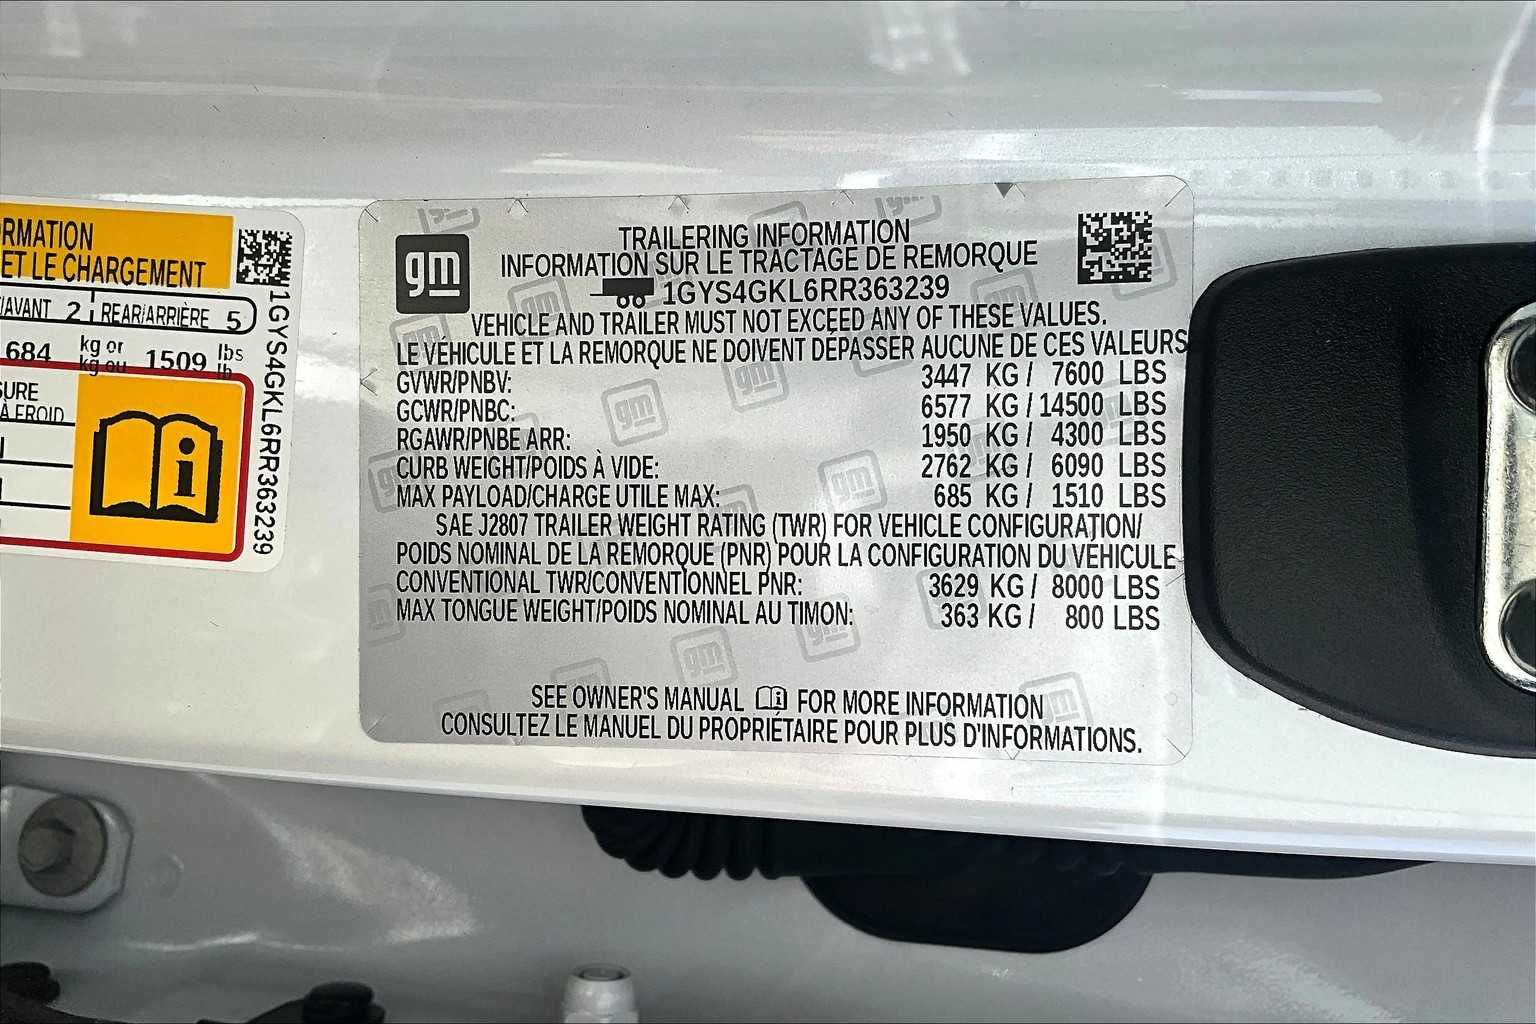 RMATION
ET LE CHARGEMENT
/AVANT 2 REAR/ARRIÈRE 5
684 kg or kg ou 1509 lbs lb
SURE
À FROID
1GYS4GKL6RR363239
gm
TRAILERING INFORMATION
INFORMATION SUR LE TRACTAGE DE REMORQUE
1GYS4GKL6RR363239
VEHICLE AND TRAILER MUST NOT EXCEED ANY OF THESE VALUES.
LE VÉHICULE ET LA REMORQUE NE DOIVENT DÉPASSER AUCUNE DE CES VALEURS
GVWR/PNBV: 3447 KG / 7600 LBS
GCWR/PNBC: 6577 KG / 14500 LBS
RGAWR/PNBE ARR: 1950 KG / 4300 LBS
CURB WEIGHT/POIDS À VIDE: 2762 KG / 6090 LBS
MAX PAYLOAD/CHARGE UTILE MAX: 685 KG / 1510 LBS
SAE J2807 TRAILER WEIGHT RATING (TWR) FOR VEHICLE CONFIGURATION/
POIDS NOMINAL DE LA REMORQUE (PNR) POUR LA CONFIGURATION DU VÉHICULE
CONVENTIONAL TWR/CONVENTIONNEL PNR: 3629 KG / 8000 LBS
MAX TONGUE WEIGHT/POIDS NOMINAL AU TIMON: 363 KG / 800 LBS
SEE OWNER'S MANUAL FOR MORE INFORMATION
CONSULTEZ LE MANUEL DU PROPRIÉTAIRE POUR PLUS D'INFORMATIONS.